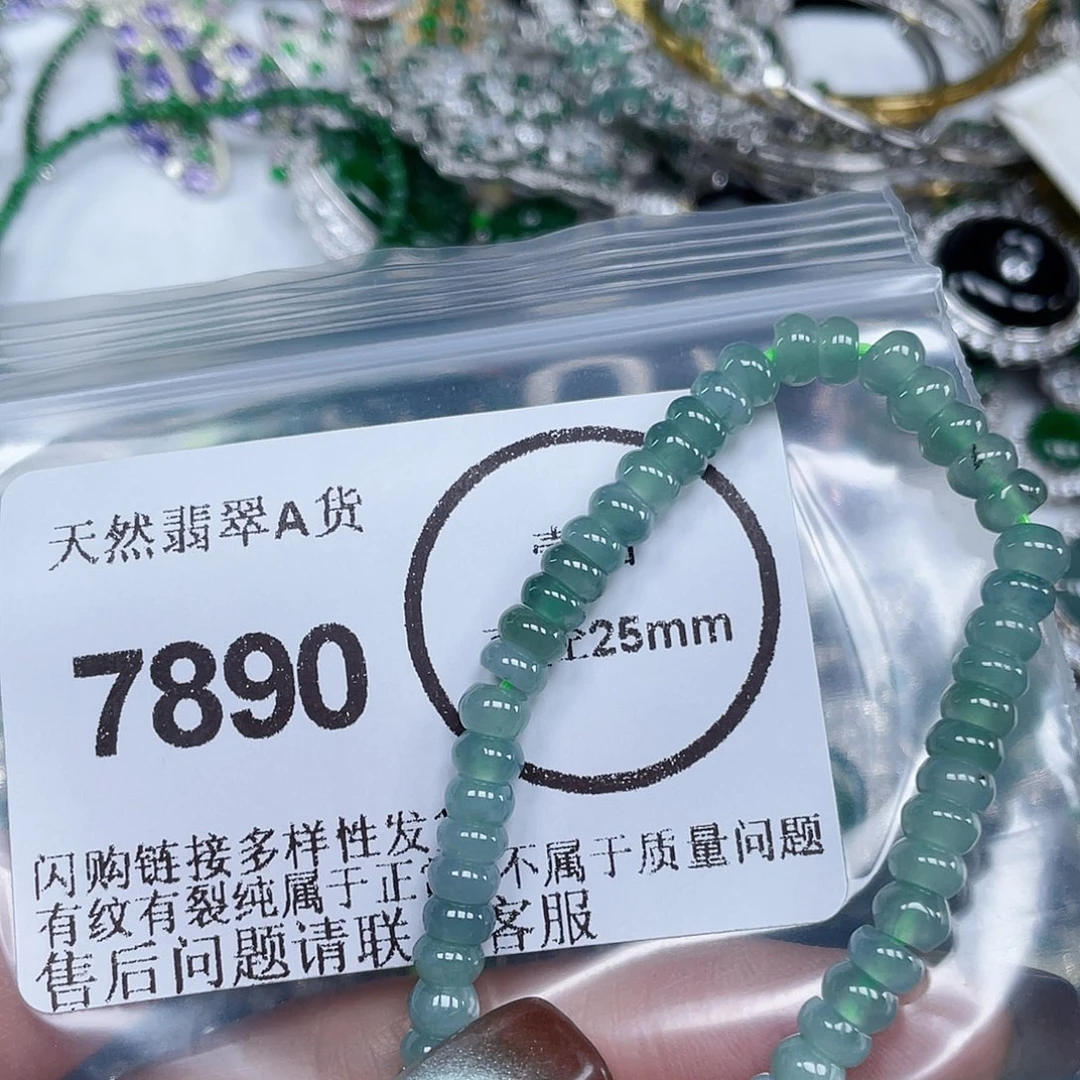 天然翡翠A货
25mm
7890
闪购链接多样性发
有纹有裂纯属于正 不属于质量问题
售后问题请联 客服